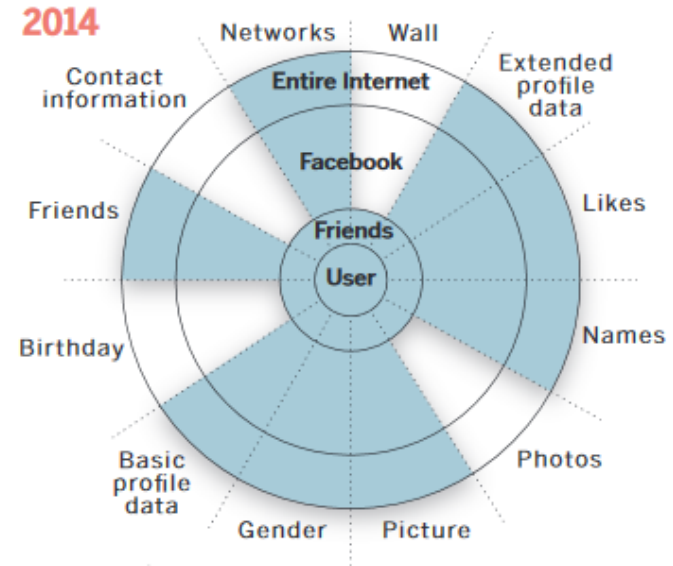 2014
Networks
Wall
Extended
profile
data
Likes
Names
Photos
Picture
Gender
Basic
profile
data
Birthday
Friends
Contact
information
Entire Internet
Facebook
Friends
User